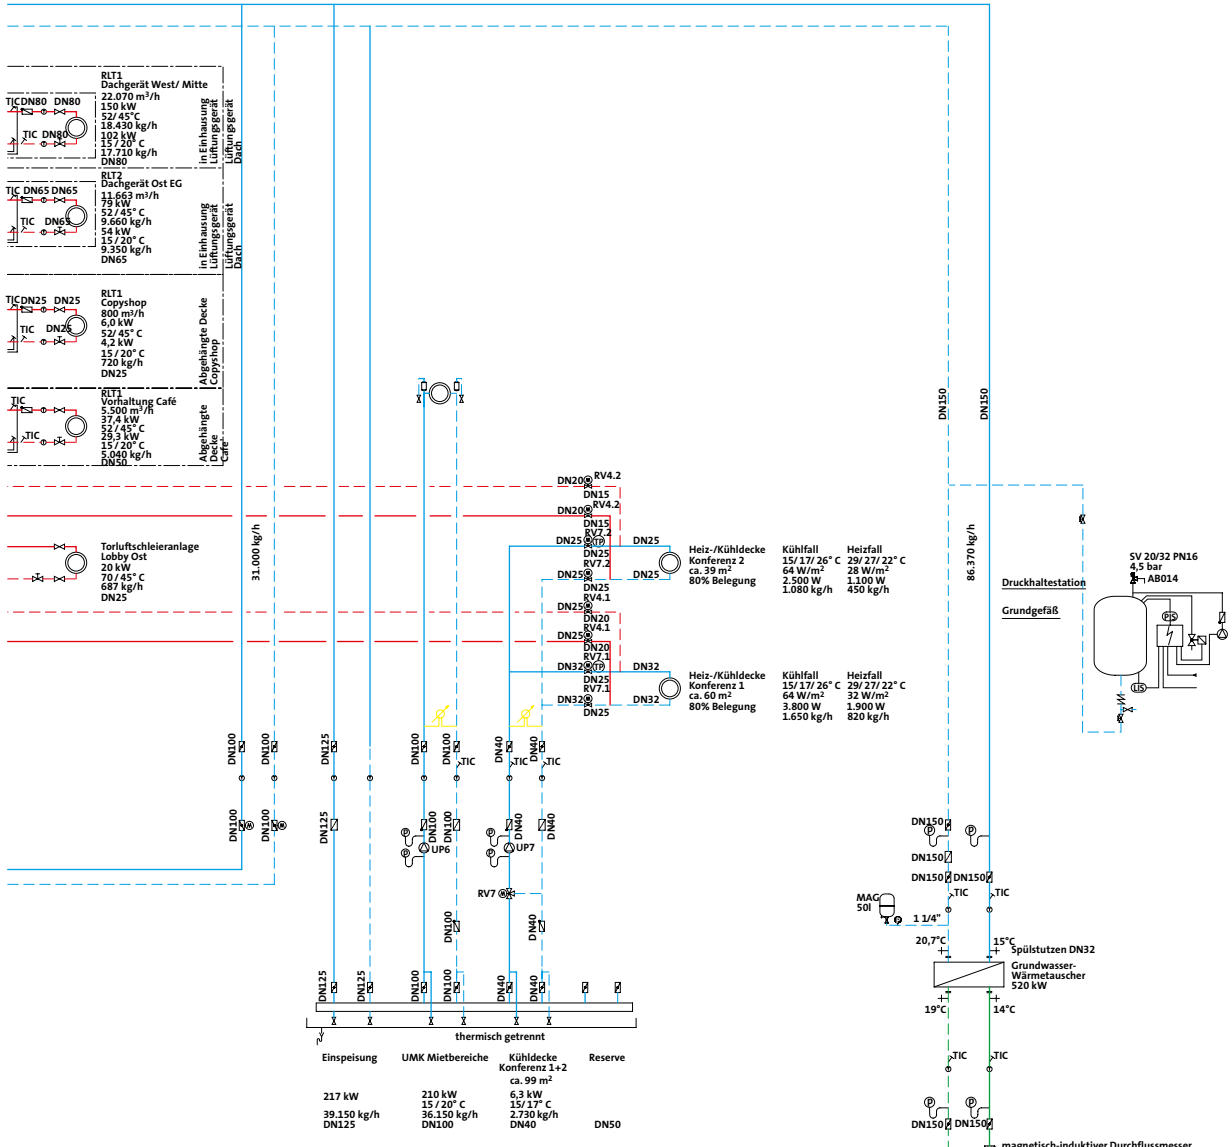 RLT1
Dachgerät West/ Mitte
22.070 m³/h
150 kW
52/ 45°C
18.430 kg/h
102 kW
15/ 20° C
17.710 kg/h
DN80
TIC DN80 DN80
TIC DN80
in Einhausung
Lüftungsgerät
Lüftungsgerät
Dach
RLT2
Dachgerät Ost EG
11.663 m³/h
79 kW
52/ 45° C
9.660 kg/h
54 kW
15/ 20° C
9.350 kg/h
DN65
TIC DN65 DN65
TIC DN65
in Einhausung
Lüftungsgerät
Lüftungsgerät
Dach
RLT1
Copyshop
800 m³/h
6,0 kW
52/ 45° C
4,2 kW
15/ 20° C
720 kg/h
DN25
TIC DN25 DN25
TIC DN25
Abgehängte Decke
Copyshop
RLT1
Vorhaltung Café
5.500 m³/h
37,4 kW
52/ 45° C
29,3 kW
15/ 20° C
5.040 kg/h
DN50
TIC
TIC
Abgehängte
Decke
Café
Torluftschleieranlage
Lobby Ost
20 kW
70/ 45°C
687 kg/h
DN25
31.000 kg/h
DN20 M RV4.2
DN15
DN20 M RV4.2
DN15
DN25 M RV7.2 TP DN25
DN25
DN25 M RV7.2 DN25
DN25
DN25 M RV4.1
DN20
DN25 M RV4.1
DN20
DN32 M RV7.1 TP DN32
DN25
DN32 M RV7.1 DN32
DN25
Heiz-/Kühldecke
Konferenz 2
ca. 39 m²
80% Belegung
Kühlfall
15/ 17/ 26° C
64 W/m²
2.500 W
1.080 kg/h
Heizfall
29/ 27/ 22° C
28 W/m²
1.100 W
450 kg/h
Heiz-/Kühldecke
Konferenz 1
ca. 60 m²
80% Belegung
Kühlfall
15/ 17/ 26° C
64 W/m²
3.800 W
1.650 kg/h
Heizfall
29/ 27/ 22° C
32 W/m²
1.900 W
820 kg/h
DN150 DN150
86.370 kg/h
Druckhaltestation
Grundgefäß
SV 20/32 PN16
4,5 bar
AB014
PIS
LIS
DN100 DN100 DN125 DN100 DN100 DN40 DN40
TIC TIC
DN100 M DN100 M DN125 DN100 DN100 DN40 DN40
P P
P UP6 P UP7
RV7 M
DN100 DN40
DN125 DN125 DN100 DN100 DN40 DN40
thermisch getrennt
Einspeisung
217 kW
39.150 kg/h
DN125
UMK Mietbereiche
210 kW
15 / 20° C
36.150 kg/h
DN100
Kühldecke
Konferenz 1+2
ca. 99 m²
6,3 kW
15/ 17° C
2.730 kg/h
DN40
Reserve
DN50
DN150
P P
DN150
DN150 DN150
TIC TIC
MAG
50l
P 1 1/4"
20,7°C 15°C
Spülstutzen DN32
Grundwasser-
Wärmetauscher
520 kW
19°C 14°C
TIC TIC
P P
DN150 DN150
magnetisch-induktiver Durchflussmesser